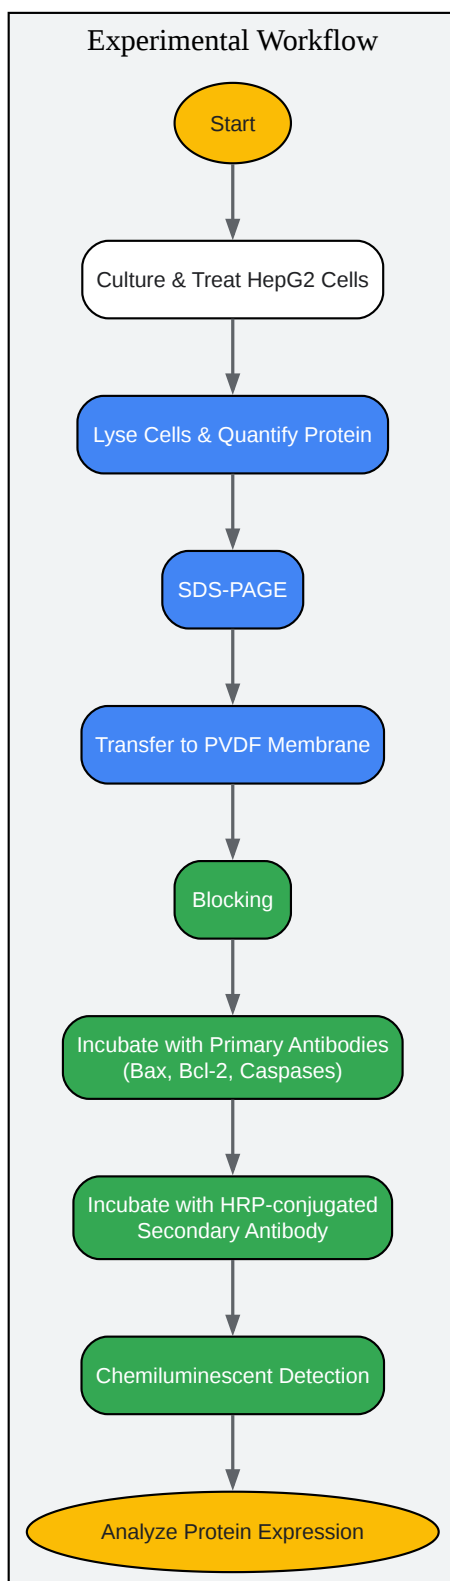 Experimental Workflow
Start
Culture & Treat HepG2 Cells
Lyse Cells & Quantify Protein
SDS-PAGE
Transfer to PVDF Membrane
Blocking
Incubate with Primary Antibodies
(Bax, Bcl-2, Caspases)
Incubate with HRP-conjugated
Secondary Antibody
Chemiluminescent Detection
Analyze Protein Expression